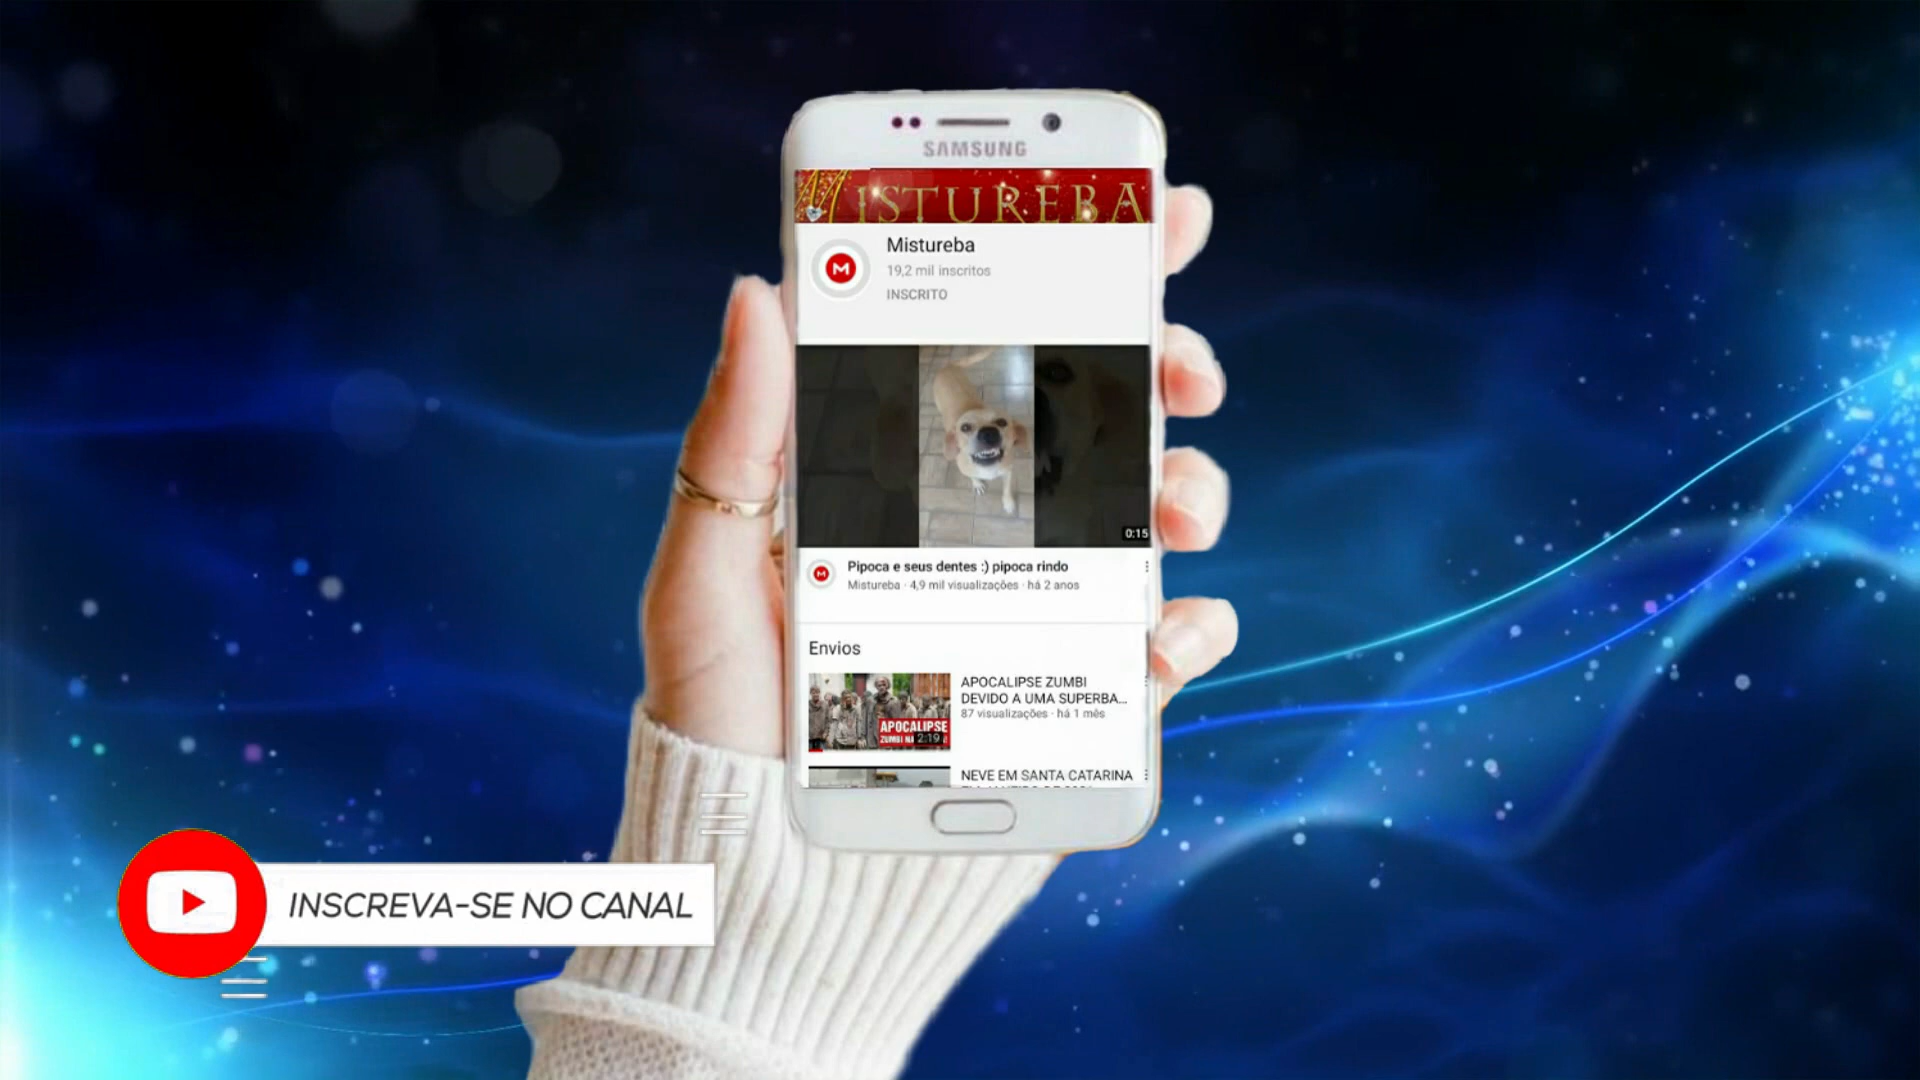 SAMSUNG
MISTUREBA
Mistureba
19,2 mil inscritos
INSCRITO
0:15
Pipoca e seus dentes :) pipoca rindo
Mistureba · 4,9 mil visualizações · há 2 anos
Envios
APOCALIPSE ZUMBI
DEVIDO A UMA SUPERBA...
87 visualizações · há 1 mês
APOCALIPSE
ZUMBI
2:19
NEVE EM SANTA CATARINA
INSCREVA-SE NO CANAL